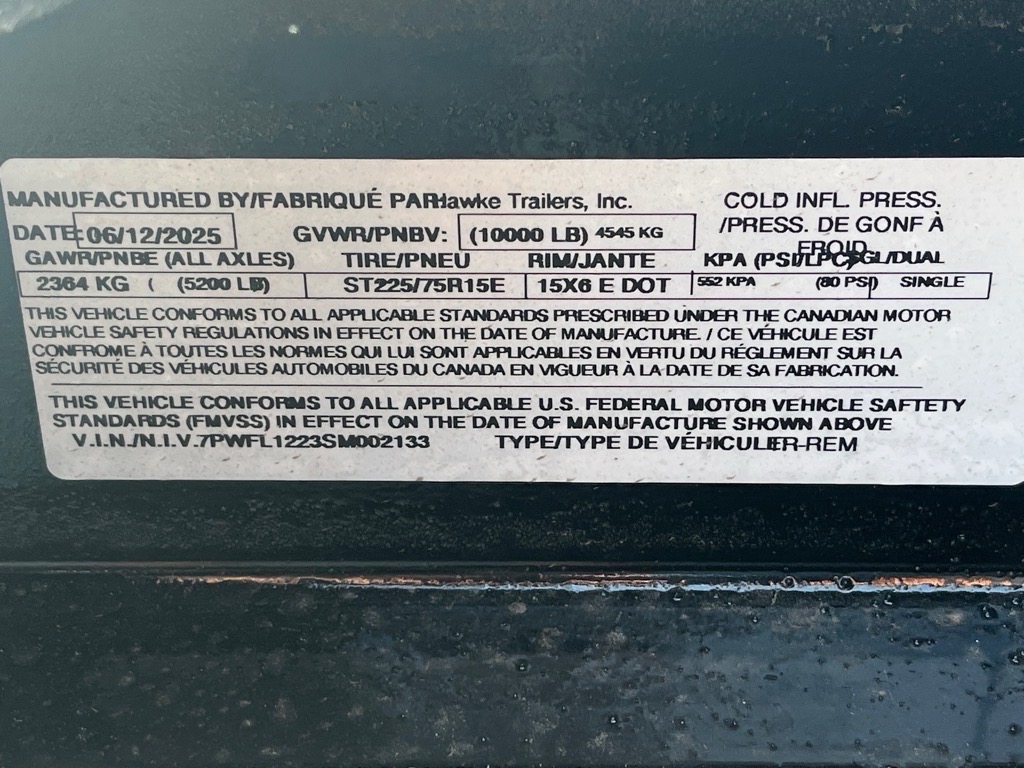 MANUFACTURED BY/FABRIQUÉ PAR Hawke Trailers, Inc. COLD INFL. PRESS.
DATE: 06/12/2025 GVWR/PNBV: (10000 LB) 4545 KG /PRESS. DE GONF À
FROID
GAWR/PNBE (ALL AXLES) TIRE/PNEU RIM/JANTE KPA (PSI/LPC) SGL/DUAL
2364 KG ( (5200 LB) ST225/75R15E 15X6 E DOT 552 KPA (80 PSI) SINGLE
THIS VEHICLE CONFORMS TO ALL APPLICABLE STANDARDS PRESCRIBED UNDER THE CANADIAN MOTOR
VEHICLE SAFETY REGULATIONS IN EFFECT ON THE DATE OF MANUFACTURE. / CE VÉHICULE EST
CONFROME À TOUTES LES NORMES QUI LUI SONT APPLICABLES EN VERTU DU RÉGLEMENT SUR LA
SÉCURITÉ DES VÉHICULES AUTOMOBILES DU CANADA EN VIGUEUR À LA DATE DE SA FABRICATION.
THIS VEHICLE CONFORMS TO ALL APPLICABLE U.S. FEDERAL MOTOR VEHICLE SAFTETY
STANDARDS (FMVSS) IN EFFECT ON THE DATE OF MANUFACTURE SHOWN ABOVE
V.I.N./N.I.V. 7PWFL1223SM002133 TYPE/TYPE DE VÉHICULE: TR-REM